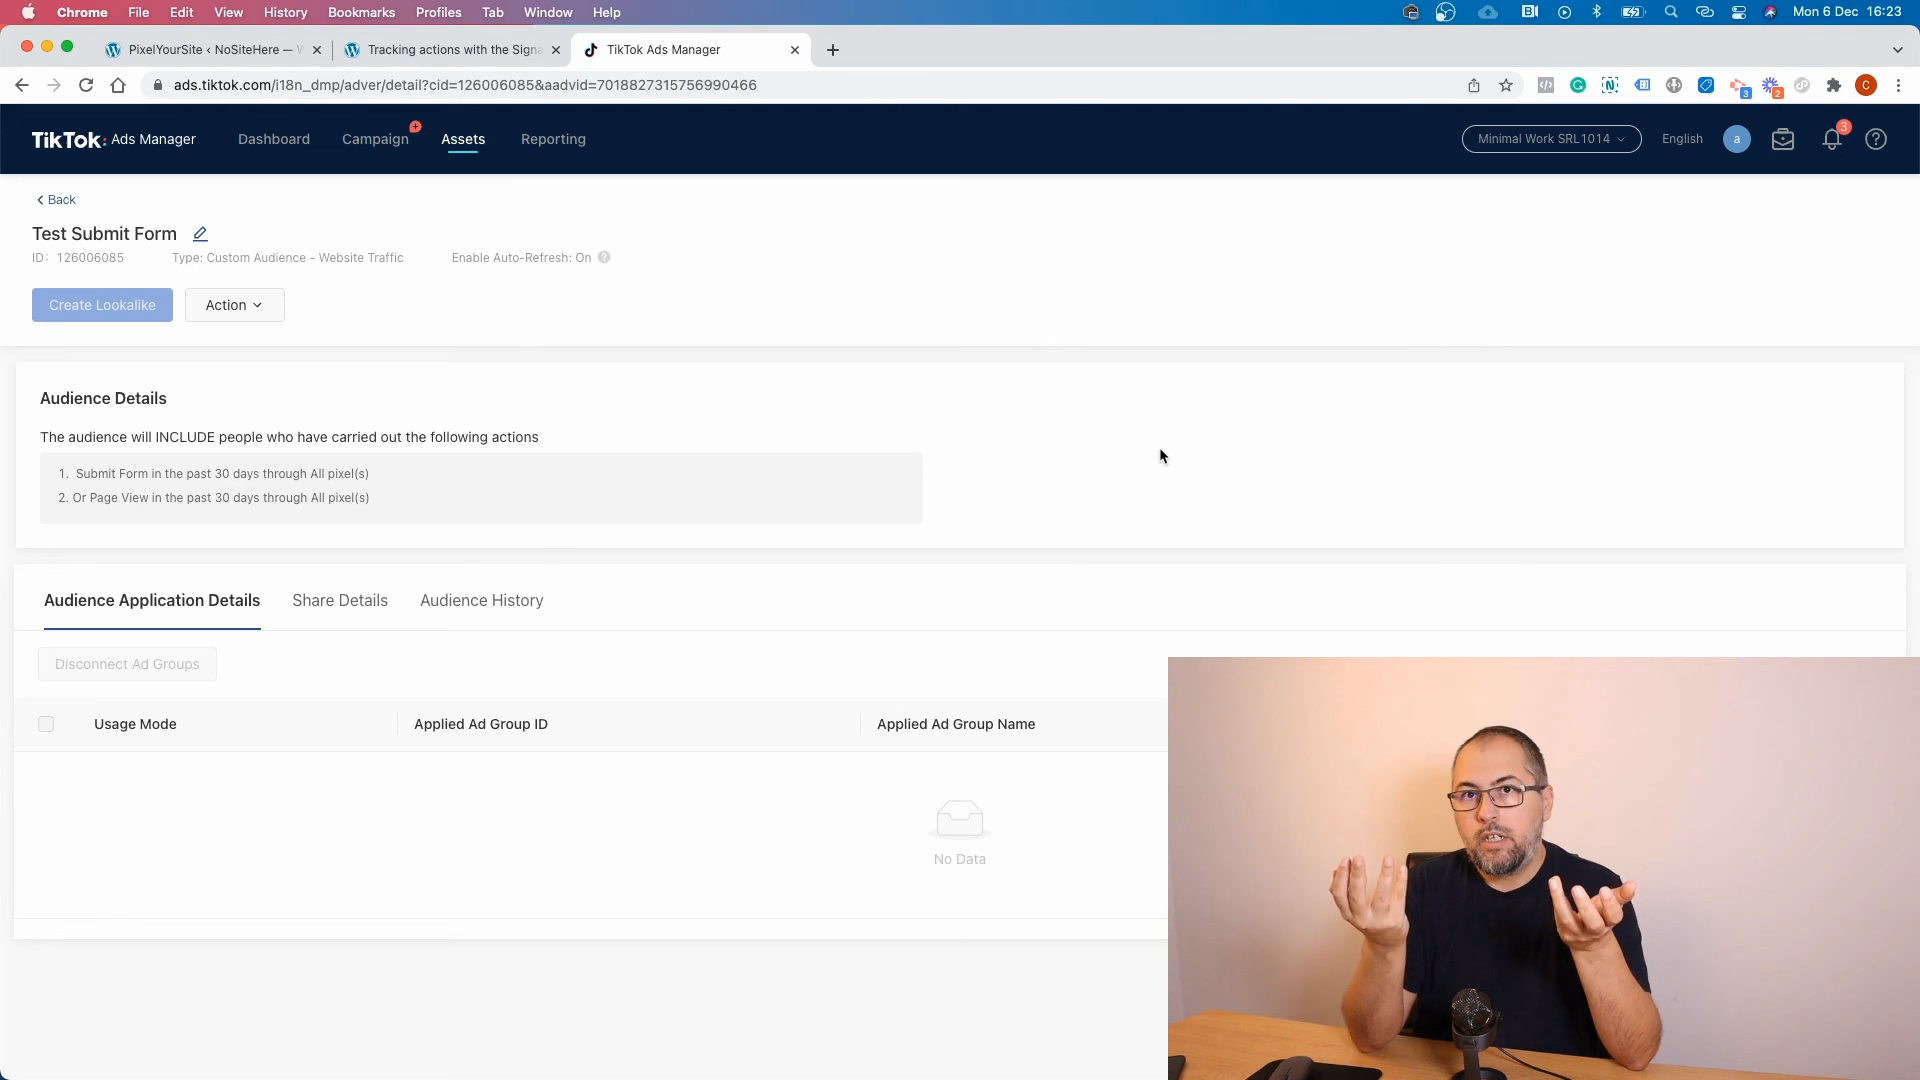 Chrome File Edit View History Bookmarks Profiles Tab Window Help Mon 6 Dec 16:23
PixelYourSite ‹ NoSiteHere — W Tracking actions with the Signa TikTok Ads Manager
ads.tiktok.com/i18n_dmp/adver/detail?cid=126006085&aadvid=7018827315756990466 C
3 2
TikTok: Ads Manager Dashboard Campaign Assets Reporting Minimal Work SRL1014 English a 3
Back
Test Submit Form
ID: 126006085 Type: Custom Audience - Website Traffic Enable Auto-Refresh: On
Create Lookalike Action
Audience Details
The audience will INCLUDE people who have carried out the following actions
1. Submit Form in the past 30 days through All pixel(s)
2. Or Page View in the past 30 days through All pixel(s)
Audience Application Details Share Details Audience History
Disconnect Ad Groups
Usage Mode Applied Ad Group ID Applied Ad Group Name
No Data